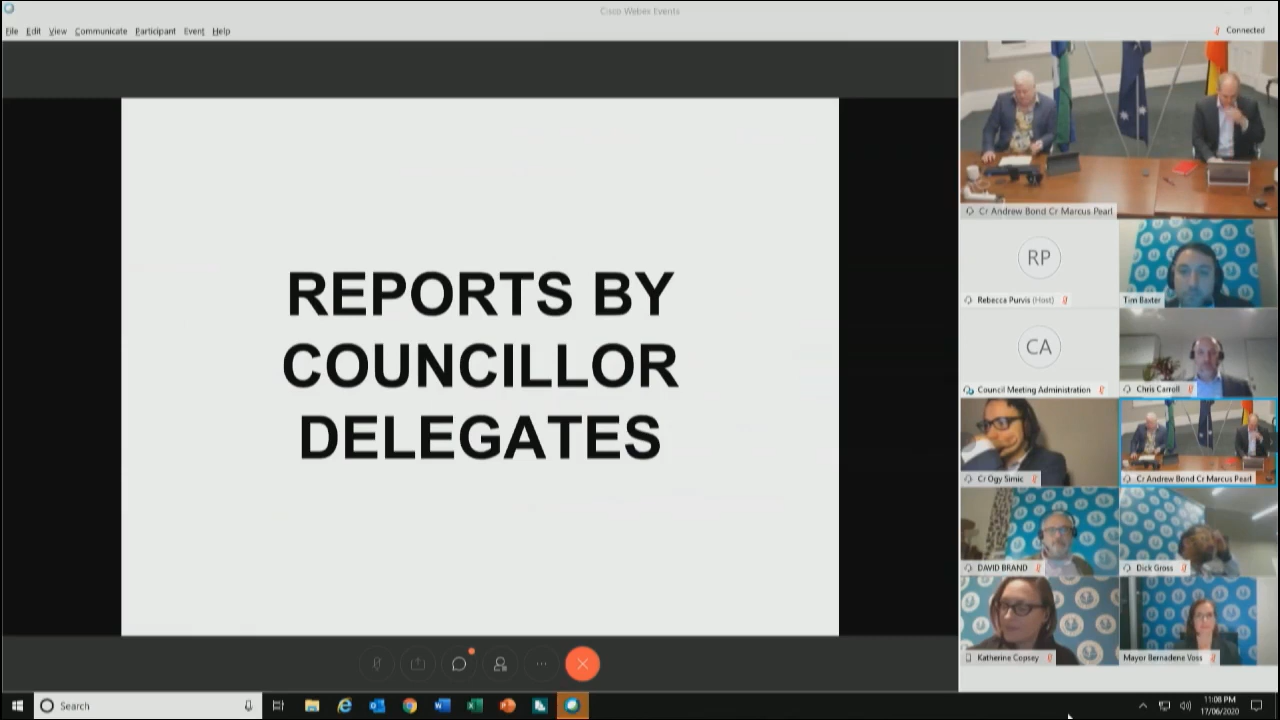 Cisco Webex Events
File Edit View Communicate Participant Event Help
Connected
REPORTS BY
COUNCILLOR
DELEGATES
Cr Andrew Bond Cr Marcus Pearl
RP
Rebecca Purvis (Host)
Tim Baxter
CA
Council Meeting Administration
Chris Carroll
Cr Ogy Simic
Cr Andrew Bond Cr Marcus Pearl
DAVID BRAND
Dick Gross
Katherine Copsey
Mayor Bernadene Voss
Search
11:08 PM
17/06/2020